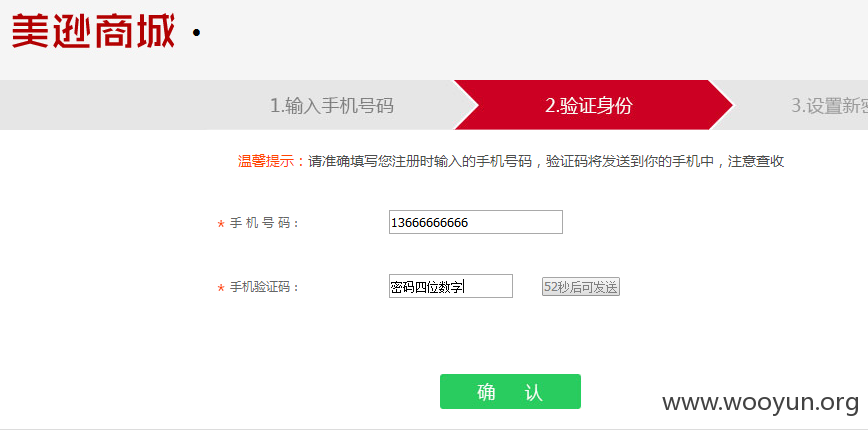 美逊商城 ·
1.输入手机号码 2.验证身份 3.设置新密
温馨提示：请准确填写您注册时输入的手机号码，验证码将发送到你的手机中，注意查收
* 手 机 号 码： 13666666666
* 手机验证码： 密码四位数字 52秒后可发送
确 认
www.wooyun.org